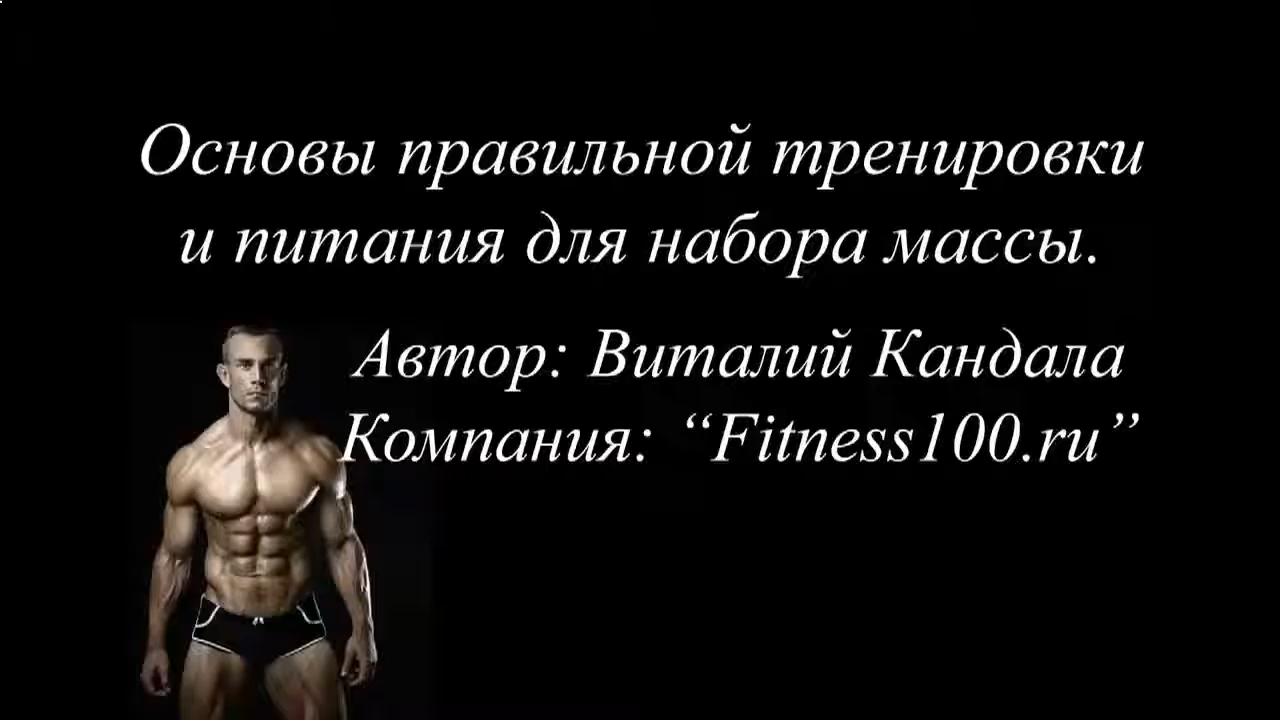 Основы правильной тренировки
и питания для набора массы.
Автор: Виталий Кандала
Компания: “Fitness100.ru”